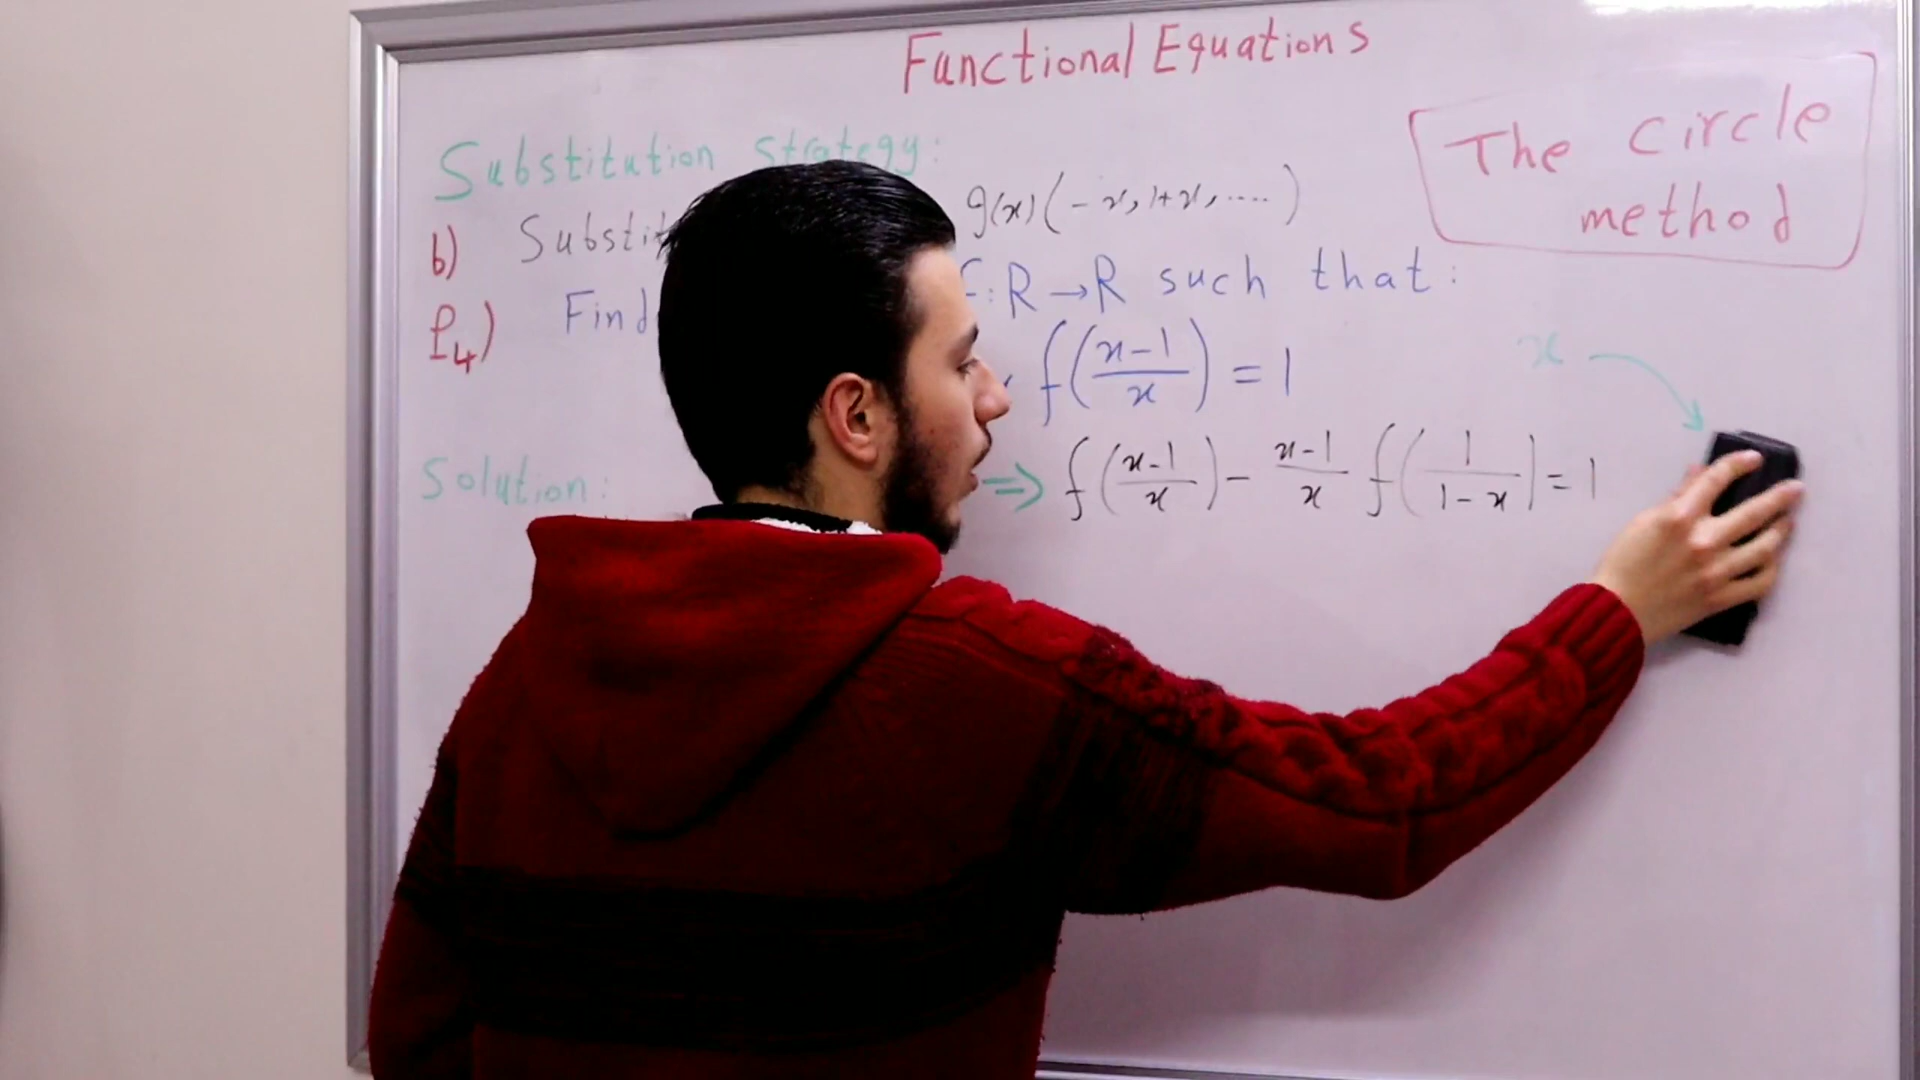 Functional Equations
The circle
method
Substitution strategy:
b) Substit g(x)(-x, 1+x, ....)
P₄) Find f:R→R such that:
f((x-1)/x) = 1
x
Solution: ⇒ f((x-1)/x) - (x-1)/x f(1/(1-x)) = 1